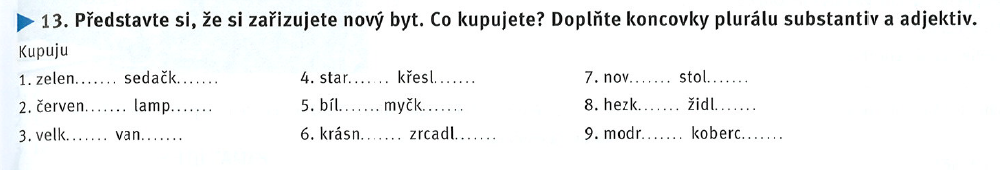 ▶ 13. Představte si, že si zařizujete nový byt. Co kupujete? Doplňte koncovky plurálu substantiv a adjektiv.
Kupuju
1. zelen....... sedačk....... 4. star....... křesl....... 7. nov....... stol.......
2. červen....... lamp....... 5. bíl....... myčk....... 8. hezk....... židl.......
3. velk....... van....... 6. krásn....... zrcadl....... 9. modr....... koberc.......